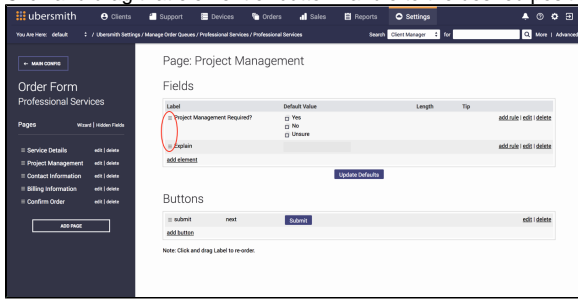 ubersmith Clients Support Devices Orders Sales Reports Settings
You Are Here: default / Ubersmith Settings / Manage Order Queues / Professional Services / Professional Services Search Client Manager for More | Advanced
← MAIN CONFIG
Page: Project Management
Order Form
Professional Services
Fields
Label Default Value Length Tip
Pages Wizard | Hidden Fields
Project Management Required? Yes add rule | edit | delete
No
Unsure
Service Details edit | delete
Explain add rule | edit | delete
Project Management edit | delete
add element
Contact Information edit | delete
Update Defaults
Billing Information edit | delete
Confirm Order edit | delete
Buttons
submit next Submit edit | delete
ADD PAGE
add button
Note: Click and drag Label to re-order.